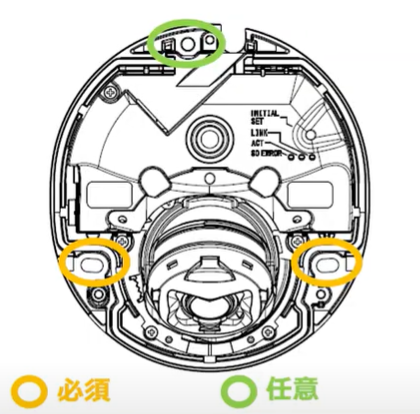 INITIAL
SET
LINK
ACT
SD ERROR
必須
任意